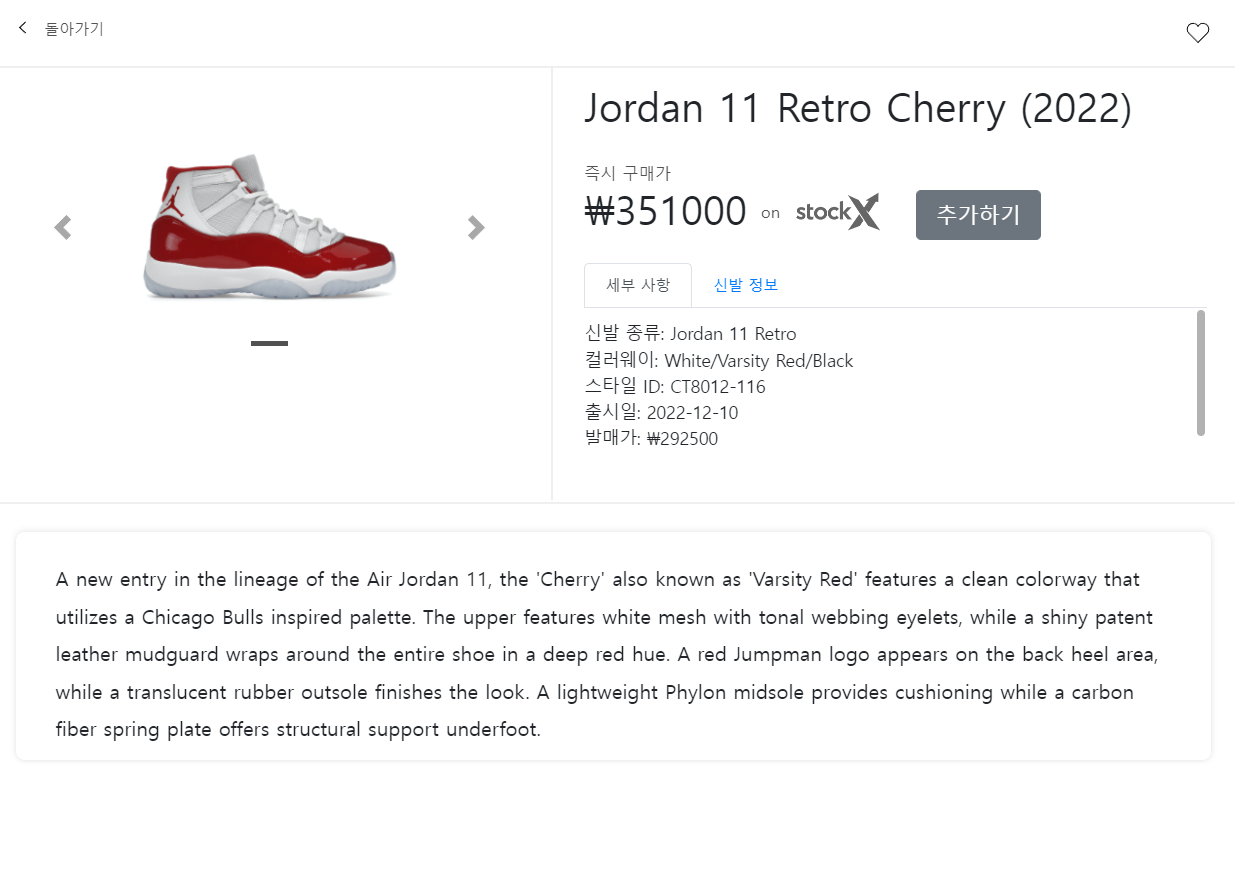 돌아가기
Jordan 11 Retro Cherry (2022)
즉시 구매가
₩351000 on stockX 추가하기
세부 사항 신발 정보
신발 종류: Jordan 11 Retro
컬러웨이: White/Varsity Red/Black
스타일 ID: CT8012-116
출시일: 2022-12-10
발매가: ₩292500
A new entry in the lineage of the Air Jordan 11, the 'Cherry' also known as 'Varsity Red' features a clean colorway that
utilizes a Chicago Bulls inspired palette. The upper features white mesh with tonal webbing eyelets, while a shiny patent
leather mudguard wraps around the entire shoe in a deep red hue. A red Jumpman logo appears on the back heel area,
while a translucent rubber outsole finishes the look. A lightweight Phylon midsole provides cushioning while a carbon
fiber spring plate offers structural support underfoot.